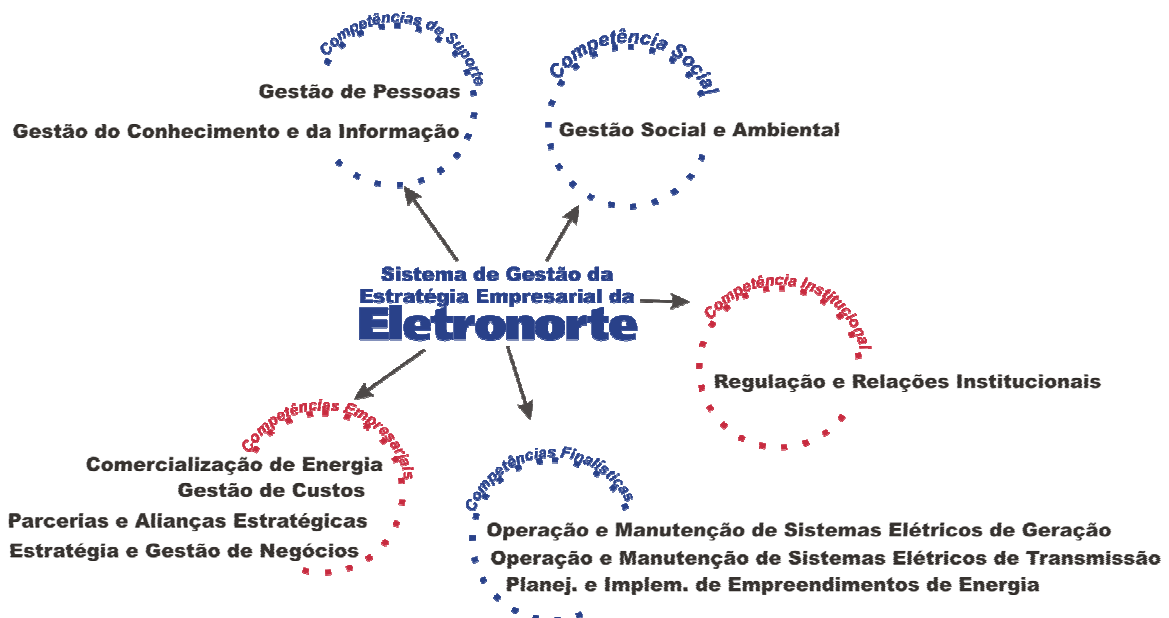 Competências de Suporte
Gestão de Pessoas
Gestão do Conhecimento e da Informação
Competência Social
Gestão Social e Ambiental
Sistema de Gestão da
Estratégia Empresarial da
Eletronorte
Competência Institucional
Regulação e Relações Institucionais
Competências Empresariais
Comercialização de Energia
Gestão de Custos
Parcerias e Alianças Estratégicas
Estratégia e Gestão de Negócios
Competências Finalísticas
Operação e Manutenção de Sistemas Elétricos de Geração
Operação e Manutenção de Sistemas Elétricos de Transmissão
Planej. e Implem. de Empreendimentos de Energia